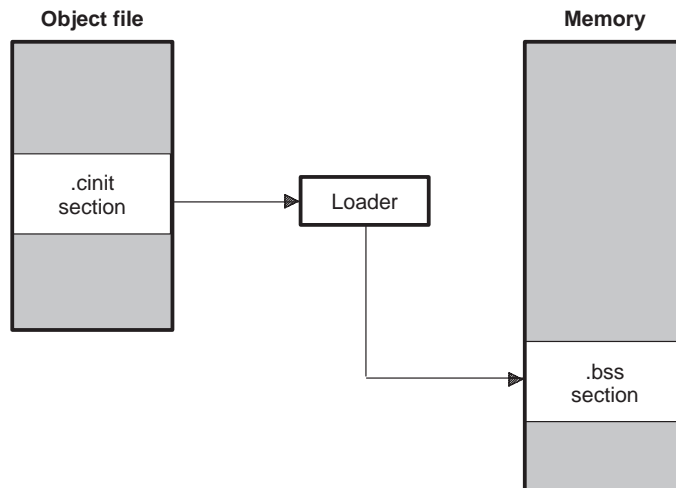 Object file
Memory
.cinit
section
Loader
.bss
section